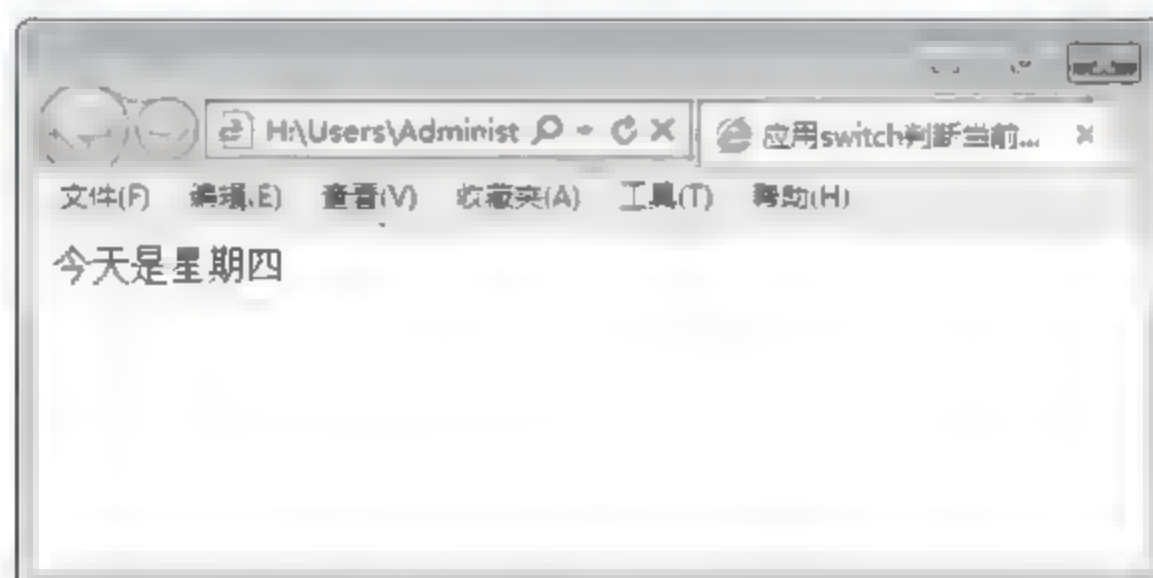 H:\Users\Administ
应用switch判断当前...
文件(F) 编辑(E) 查看(V) 收藏夹(A) 工具(T) 帮助(H)
今天是星期四